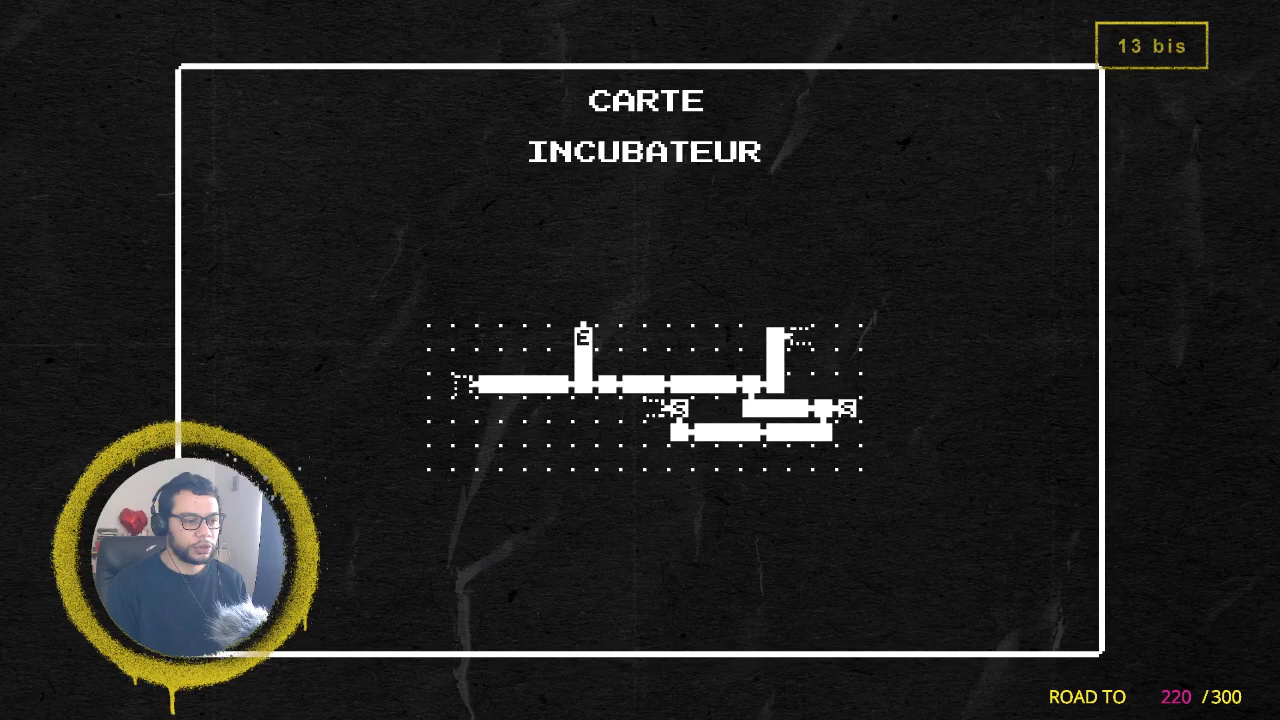 13 bis
CARTE
INCUBATEUR
E
S
S
ROAD TO 220 /300